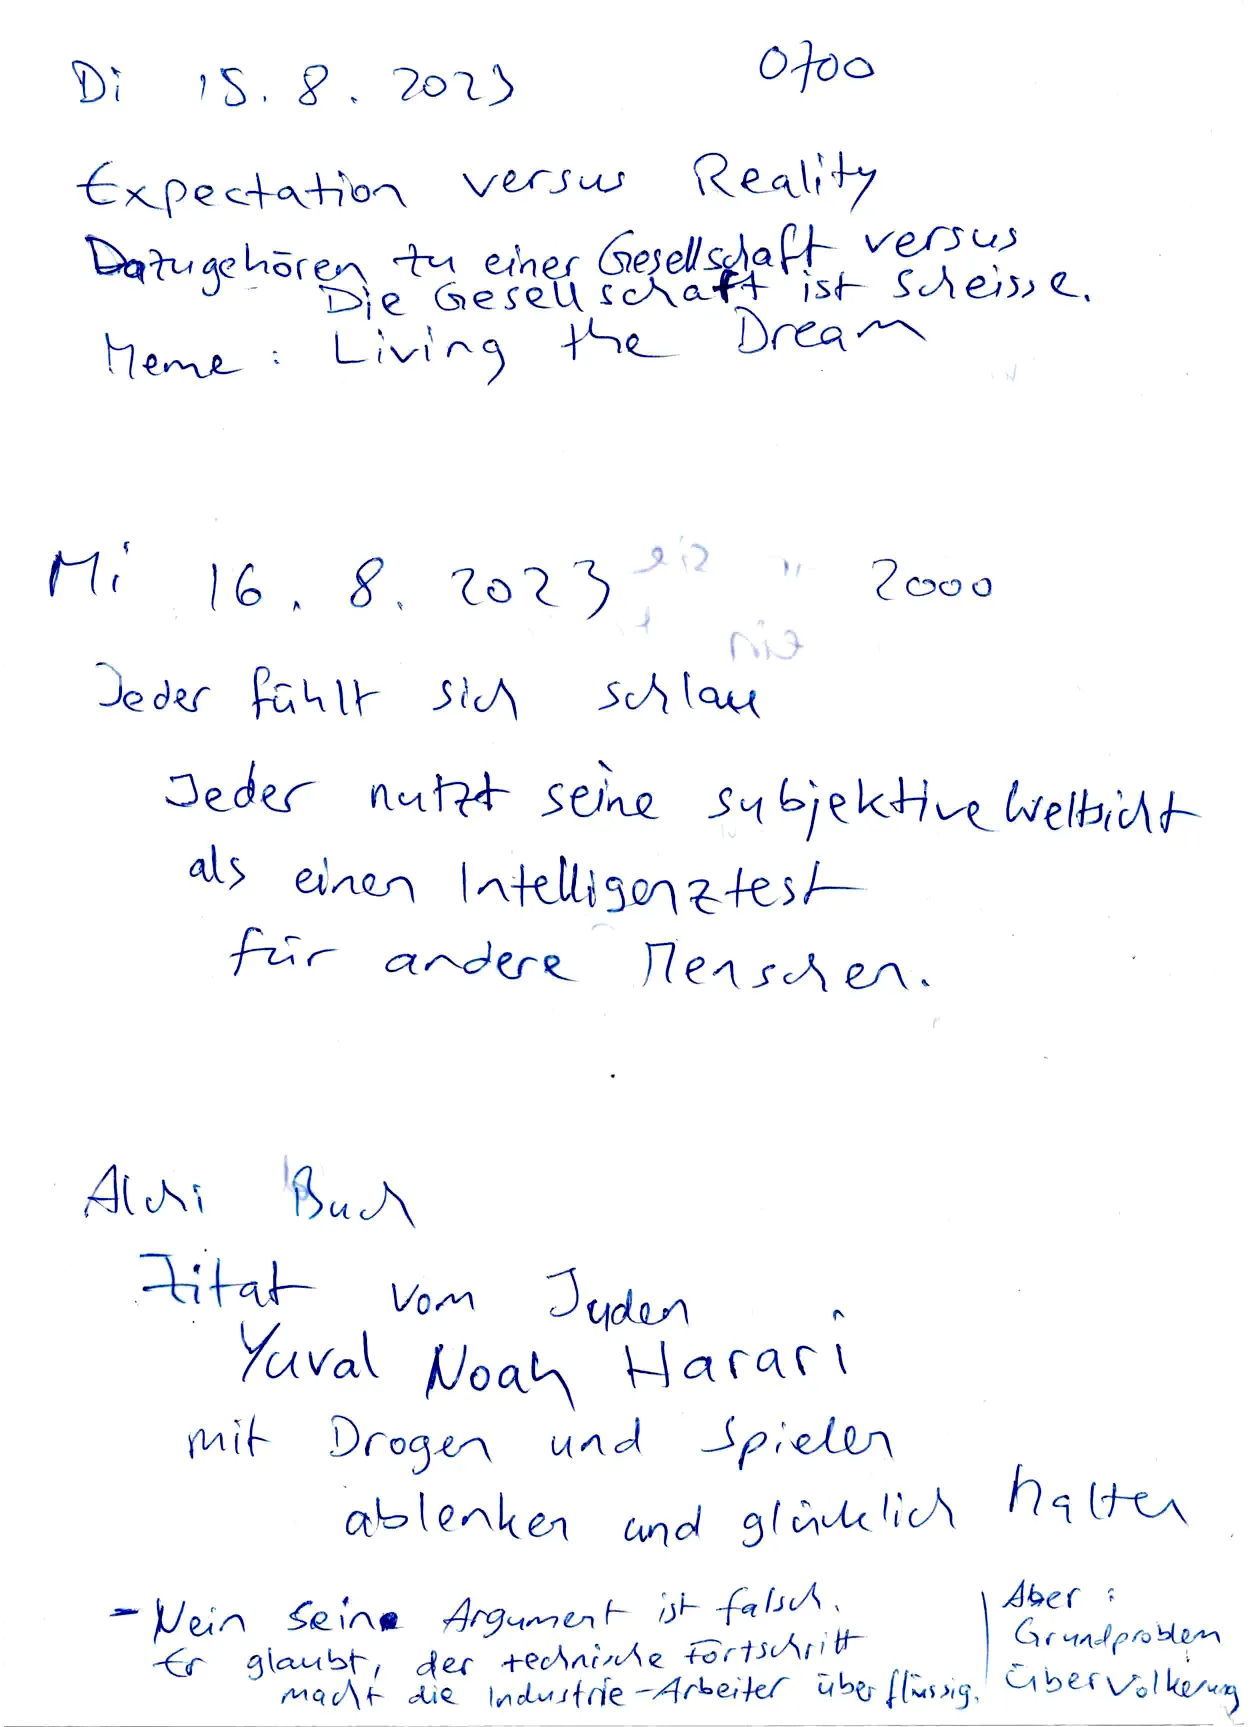 Di 15.8.2023 0700
Expectation versus Reality
Dazugehören zu einer Gesellschaft versus
Die Gesellschaft ist scheisse.
Meme: Living the Dream
Mi 16.8.2023 2000
Jeder fühlt sich schlau
Jeder nutzt seine subjektive Weltsicht
als einen Intelligenztest
für andere Menschen.
Alchi Buch
Zitat vom Juden
Yuval Noah Harari
mit Drogen und Spielen
ablenken und glücklich halten
- Nein seine Argument ist falsch.
Er glaubt, der technische Fortschritt
macht die Industrie-Arbeiter überflüssig.
Aber:
Grundproblem
Übervölkerung